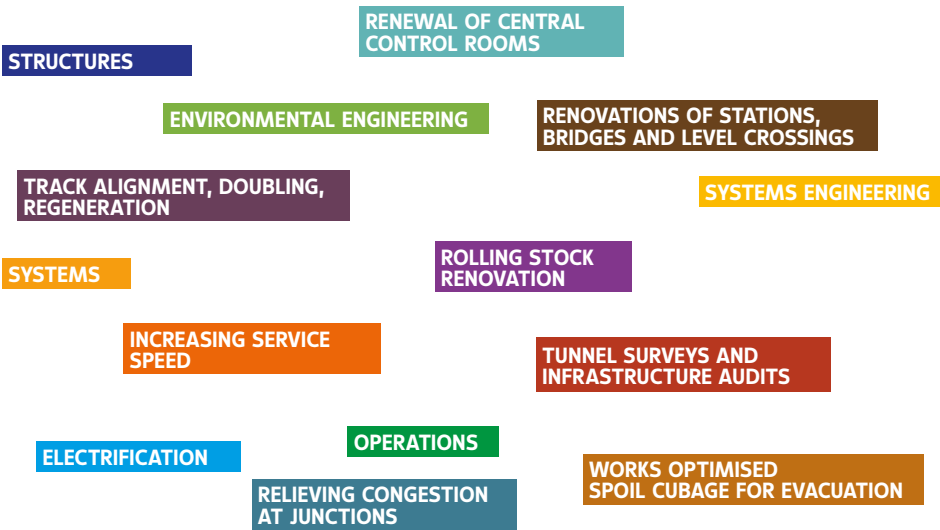 RENEWAL OF CENTRAL
CONTROL ROOMS
STRUCTURES
ENVIRONMENTAL ENGINEERING
RENOVATIONS OF STATIONS,
BRIDGES AND LEVEL CROSSINGS
TRACK ALIGNMENT, DOUBLING,
REGENERATION
SYSTEMS ENGINEERING
ROLLING STOCK
RENOVATION
SYSTEMS
INCREASING SERVICE
SPEED
TUNNEL SURVEYS AND
INFRASTRUCTURE AUDITS
OPERATIONS
ELECTRIFICATION
WORKS OPTIMISED
SPOIL CUBAGE FOR EVACUATION
RELIEVING CONGESTION
AT JUNCTIONS